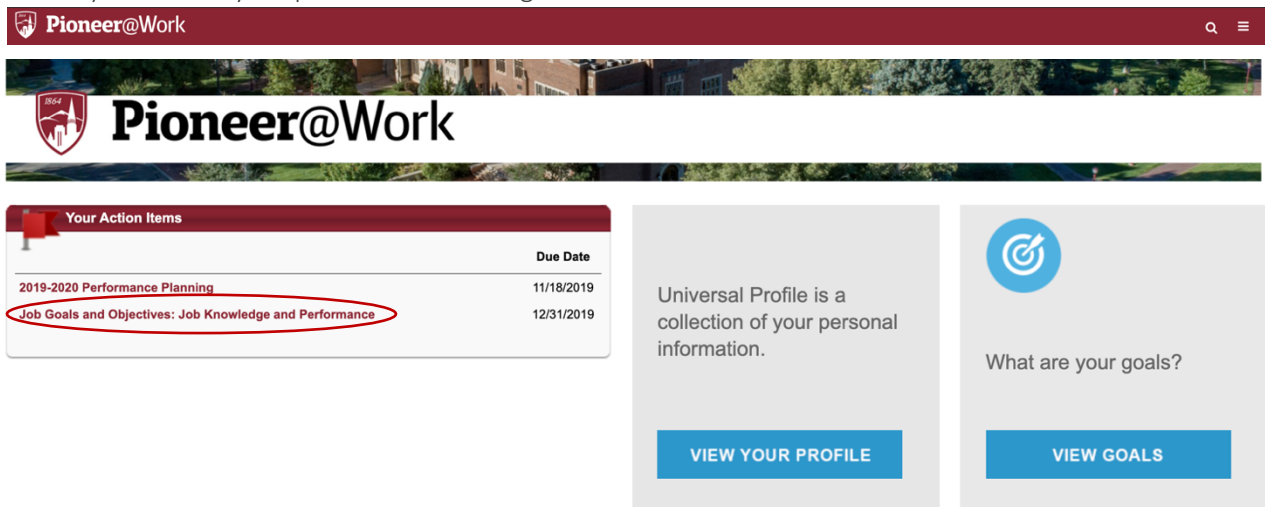 Pioneer@Work
1864
Pioneer@Work
Your Action Items
Due Date
2019-2020 Performance Planning 11/18/2019
Job Goals and Objectives: Job Knowledge and Performance 12/31/2019
Universal Profile is a
collection of your personal
information.
VIEW YOUR PROFILE
What are your goals?
VIEW GOALS